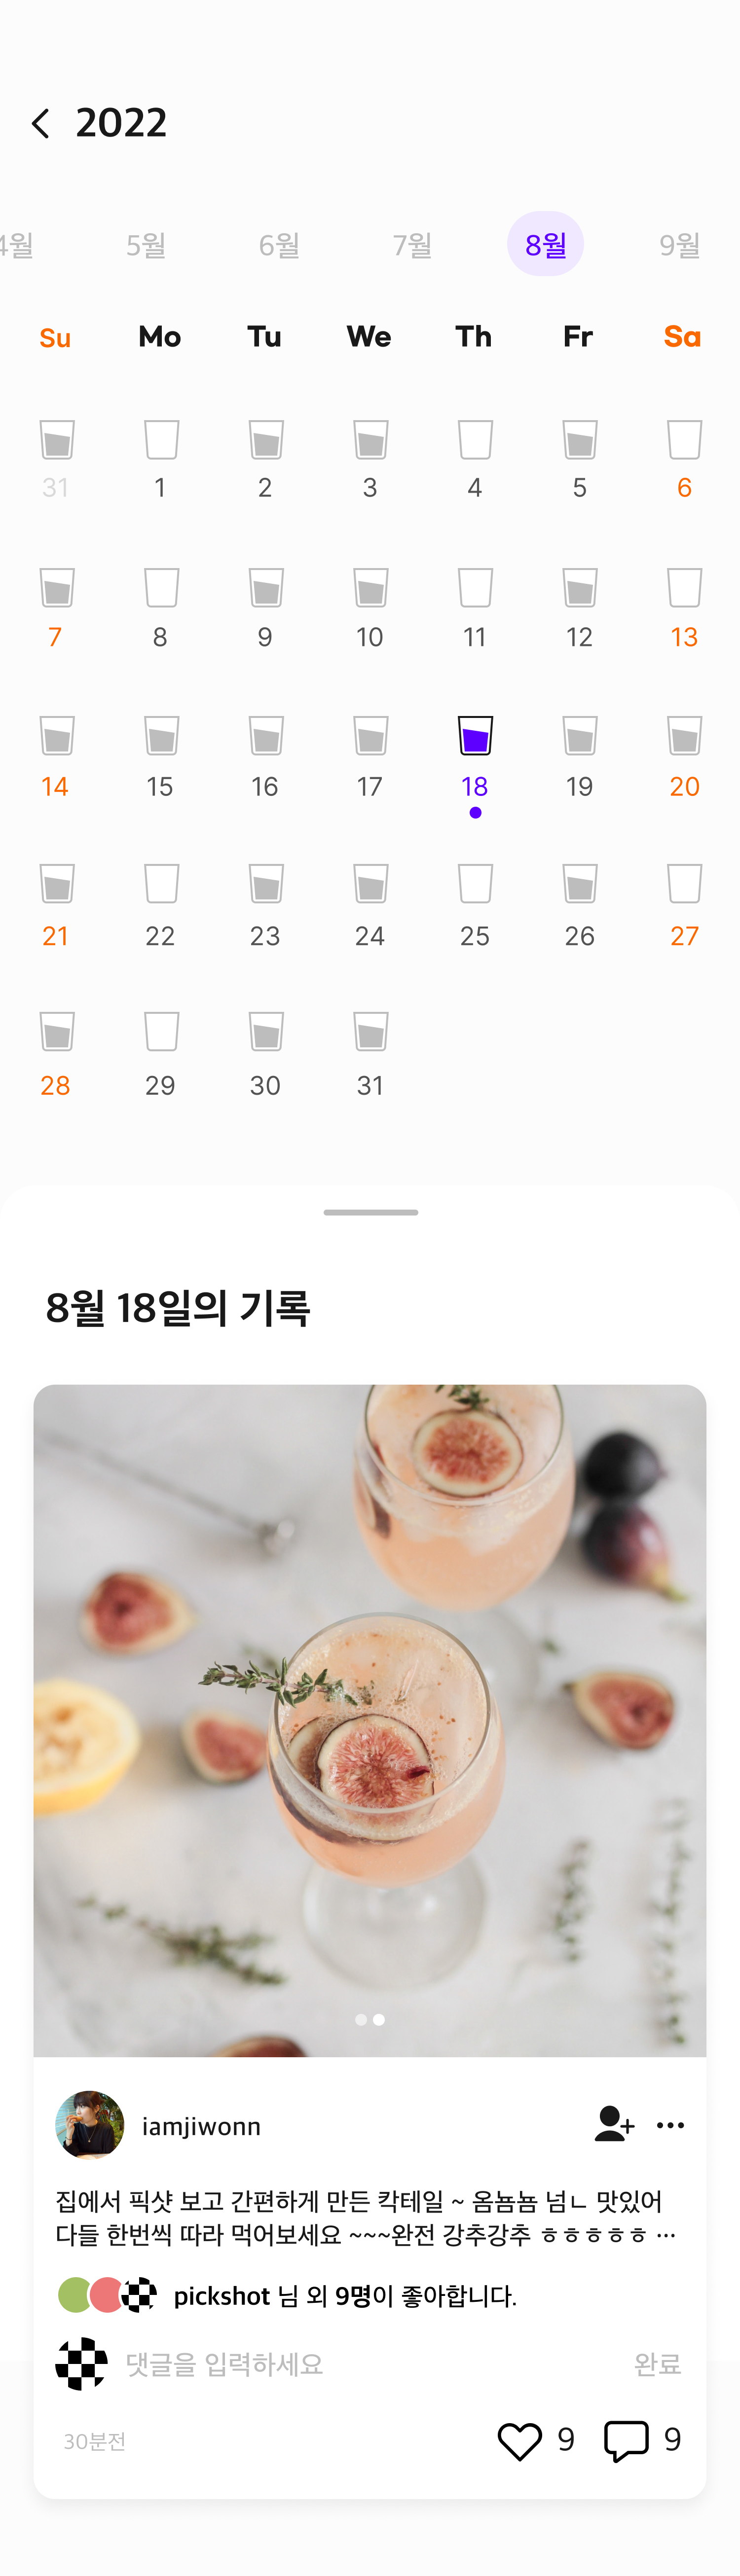 2022
4월 5월 6월 7월 8월 9월
Su Mo Tu We Th Fr Sa
31 1 2 3 4 5 6
7 8 9 10 11 12 13
14 15 16 17 18 19 20
21 22 23 24 25 26 27
28 29 30 31
8월 18일의 기록
iamjiwonn
집에서 픽샷 보고 간편하게 만든 칵테일 ~ 옴뇸뇸 넘ㄴ 맛있어
다들 한번씩 따라 먹어보세요 ~~~완전 강추강추 ㅎㅎㅎㅎㅎ ...
pickshot 님 외 9명이 좋아합니다.
댓글을 입력하세요 완료
30분전 9 9